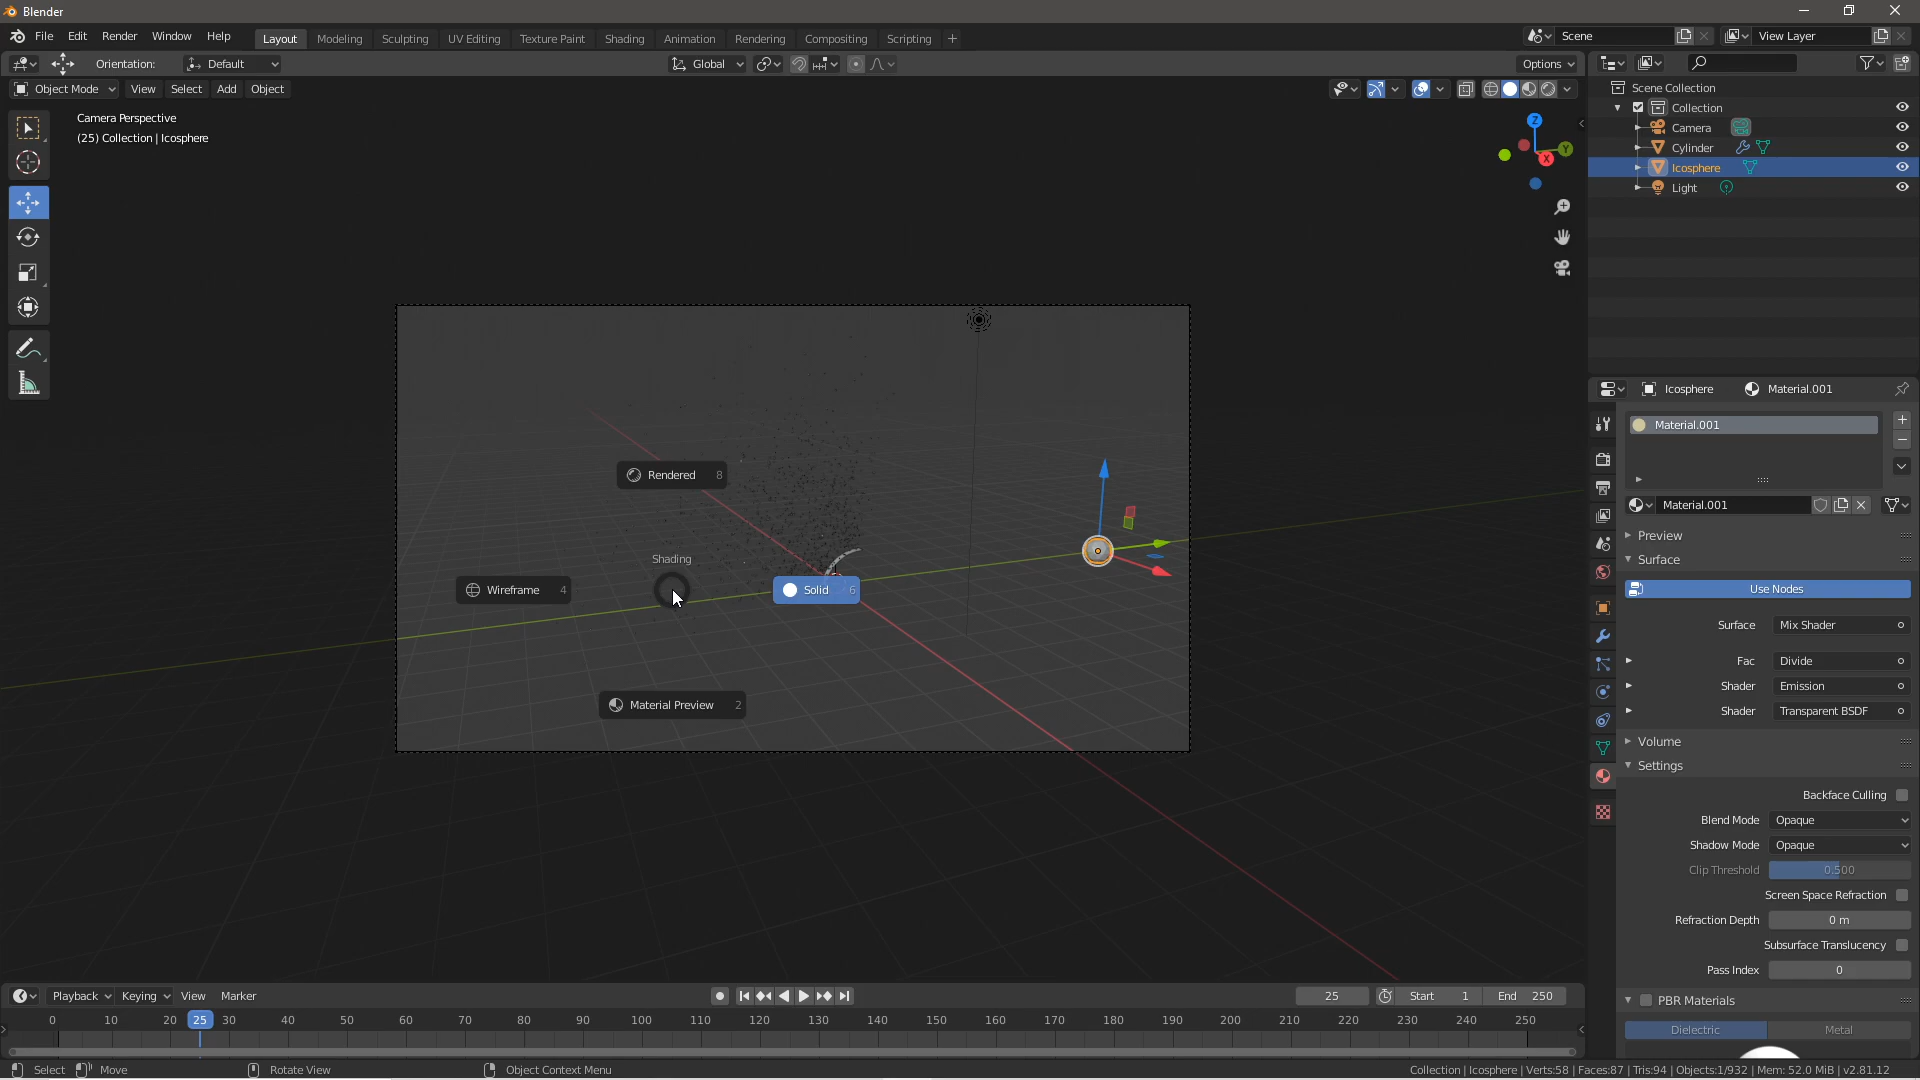 Blender
File Edit Render Window Help Layout Modeling Sculpting UV Editing Texture Paint Shading Animation Rendering Compositing Scripting + Scene View Layer
Orientation: Default Global Options
Object Mode View Select Add Object
Camera Perspective
(25) Collection | Icosphere
Z
Y
X
Rendered 8
Shading
Wireframe 4
Solid 6
Material Preview 2
Scene Collection
Collection
Camera
Cylinder
Icosphere
Light
Icosphere Material.001
Material.001
Material.001
Preview
Surface
Use Nodes
Surface Mix Shader
Fac Divide
Shader Emission
Shader Transparent BSDF
Volume
Settings
Backface Culling
Blend Mode Opaque
Shadow Mode Opaque
Clip Threshold 0.500
Screen Space Refraction
Refraction Depth 0 m
Subsurface Translucency
Pass Index 0
PBR Materials
Dielectric Metal
Playback Keying View Marker 25 Start 1 End 250
0 10 20 25 30 40 50 60 70 80 90 100 110 120 130 140 150 160 170 180 190 200 210 220 230 240 250
Select Move Rotate View Object Context Menu Collection | Icosphere | Verts:58 | Faces:87 | Tris:94 | Objects:1/932 | Mem: 52.0 MiB | v2.81.12